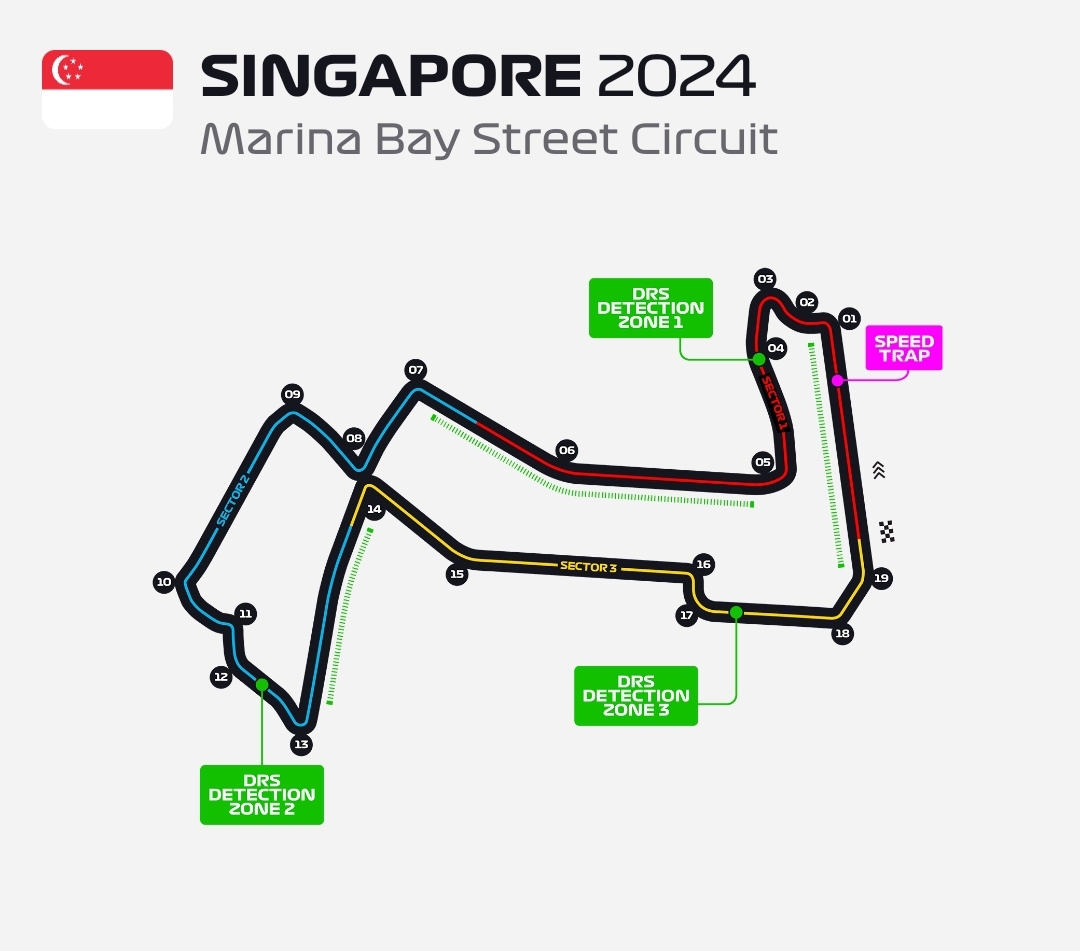 SINGAPORE 2024
Marina Bay Street Circuit
03
02
01
DRS
DETECTION
ZONE 1
04
SPEED
TRAP
SECTOR 1
07
09
08
06
05
SECTOR 2
14
15
SECTOR 3
16
19
10
11
17
18
12
DRS
DETECTION
ZONE 3
13
DRS
DETECTION
ZONE 2